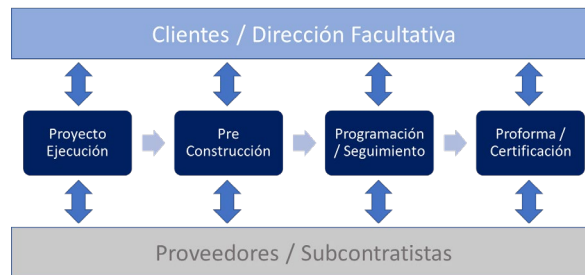 Clientes / Dirección Facultativa
Proyecto
Ejecución
Pre
Construcción
Programación
/ Seguimiento
Proforma /
Certificación
Proveedores / Subcontratistas